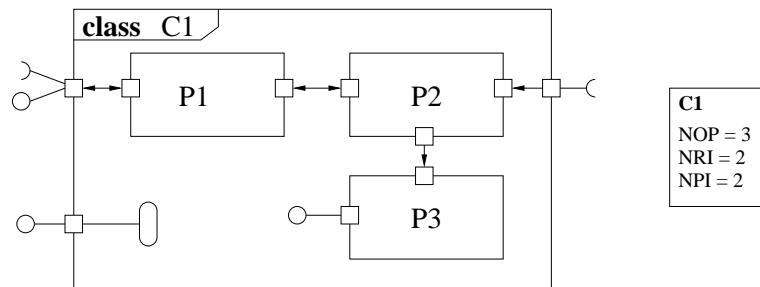 class C1
P1
P2
C1
NOP = 3
NRI = 2
NPI = 2
P3